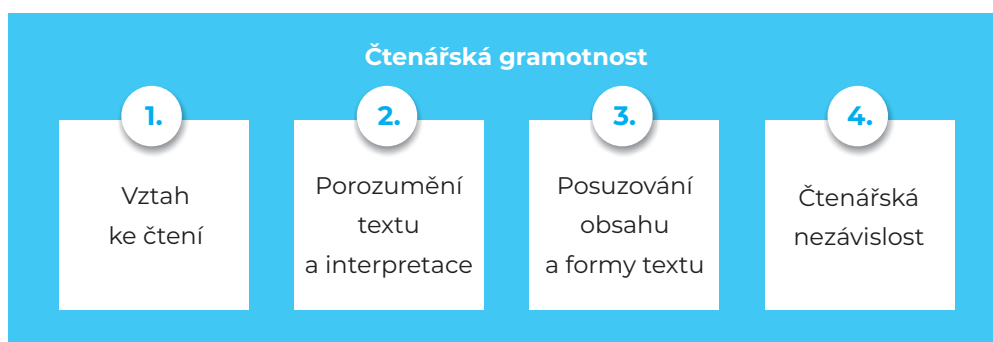 Čtenářská gramotnost
1.
Vztah
ke čtení
2.
Porozumění
textu
a interpretace
3.
Posuzování
obsahu
a formy textu
4.
Čtenářská
nezávislost